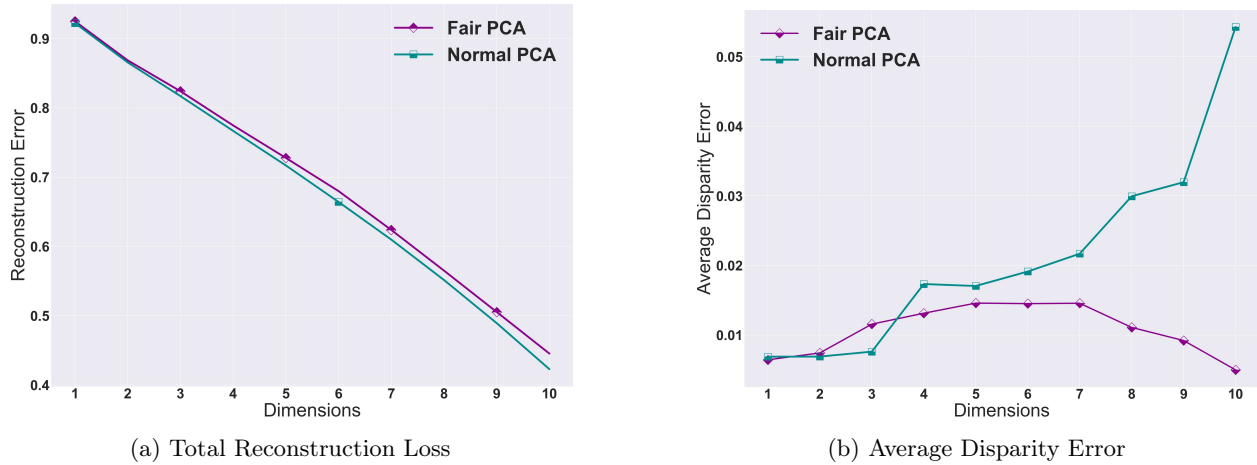 Fair PCA
Normal PCA
0.9
0.8
0.7
0.6
0.5
0.4
Reconstruction Error
1 2 3 4 5 6 7 8 9 10
Dimensions
(a) Total Reconstruction Loss
Fair PCA
Normal PCA
0.05
0.04
0.03
0.02
0.01
Average Disparity Error
1 2 3 4 5 6 7 8 9 10
Dimensions
(b) Average Disparity Error